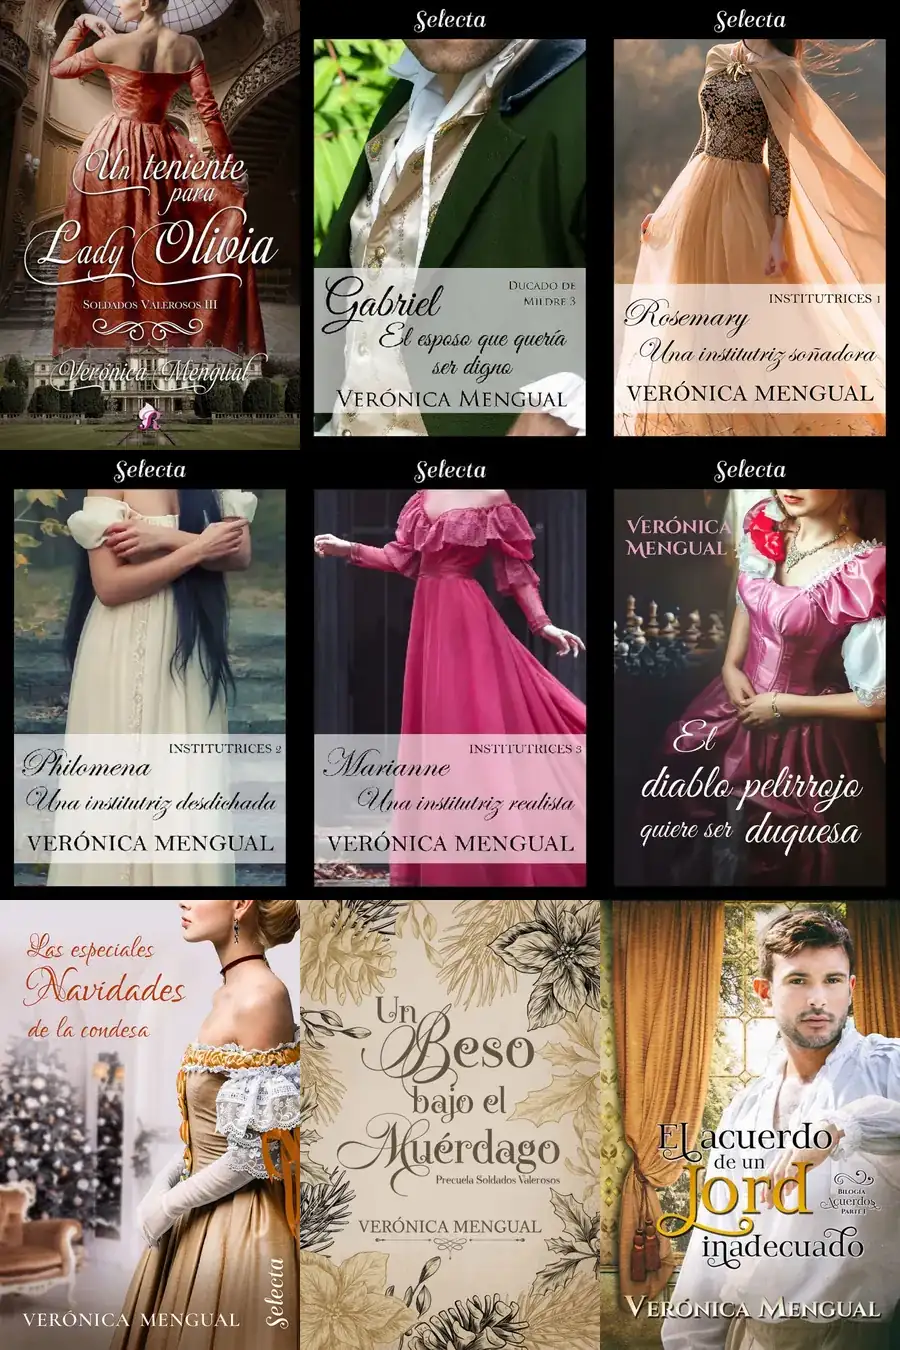 Un teniente
para
Lady Olivia
SOLDADOS VALEROSOS III
Verónica Mengual
R
Selecta
Gabriel
DUCADO DE
MILDRE 3
El esposo que quería
ser digno
VERÓNICA MENGUAL
Selecta
INSTITUTRICES 1
Rosemary
Una institutriz soñadora
VERÓNICA MENGUAL
Selecta
INSTITUTRICES 2
Philomena
Una institutriz desdichada
VERÓNICA MENGUAL
Selecta
INSTITUTRICES 3
Marianne
Una institutriz realista
VERÓNICA MENGUAL
Selecta
VERÓNICA
MENGUAL
El
diablo pelirrojo
quiere ser duquesa
Las especiales
Navidades
de la condesa
VERÓNICA MENGUAL
Selecta
Un
Beso
bajo el
Muérdago
Precuela Soldados Valerosos
VERÓNICA MENGUAL
El acuerdo
de un
lord
BILOGÍA
Acuerdos
PARTE I
inadecuado
VERÓNICA MENGUAL